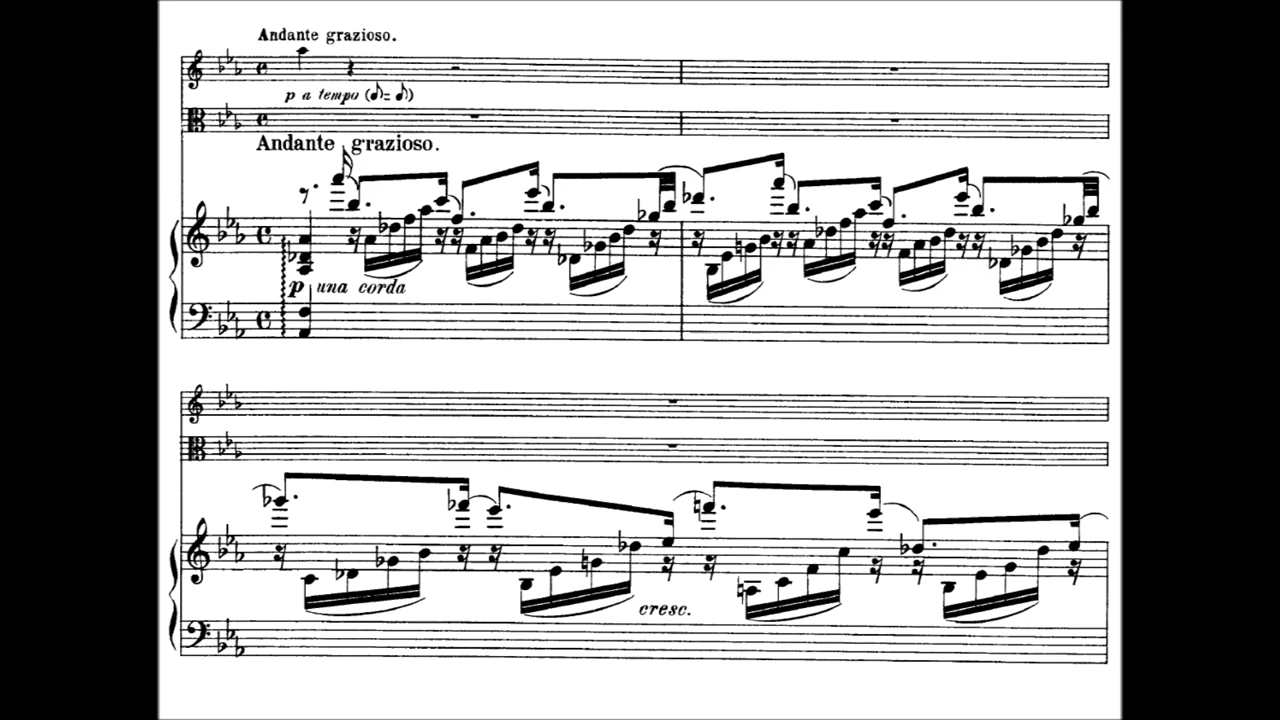 Andante grazioso.
p a tempo (♪=♪)
Andante grazioso.
p una corda
cresc.